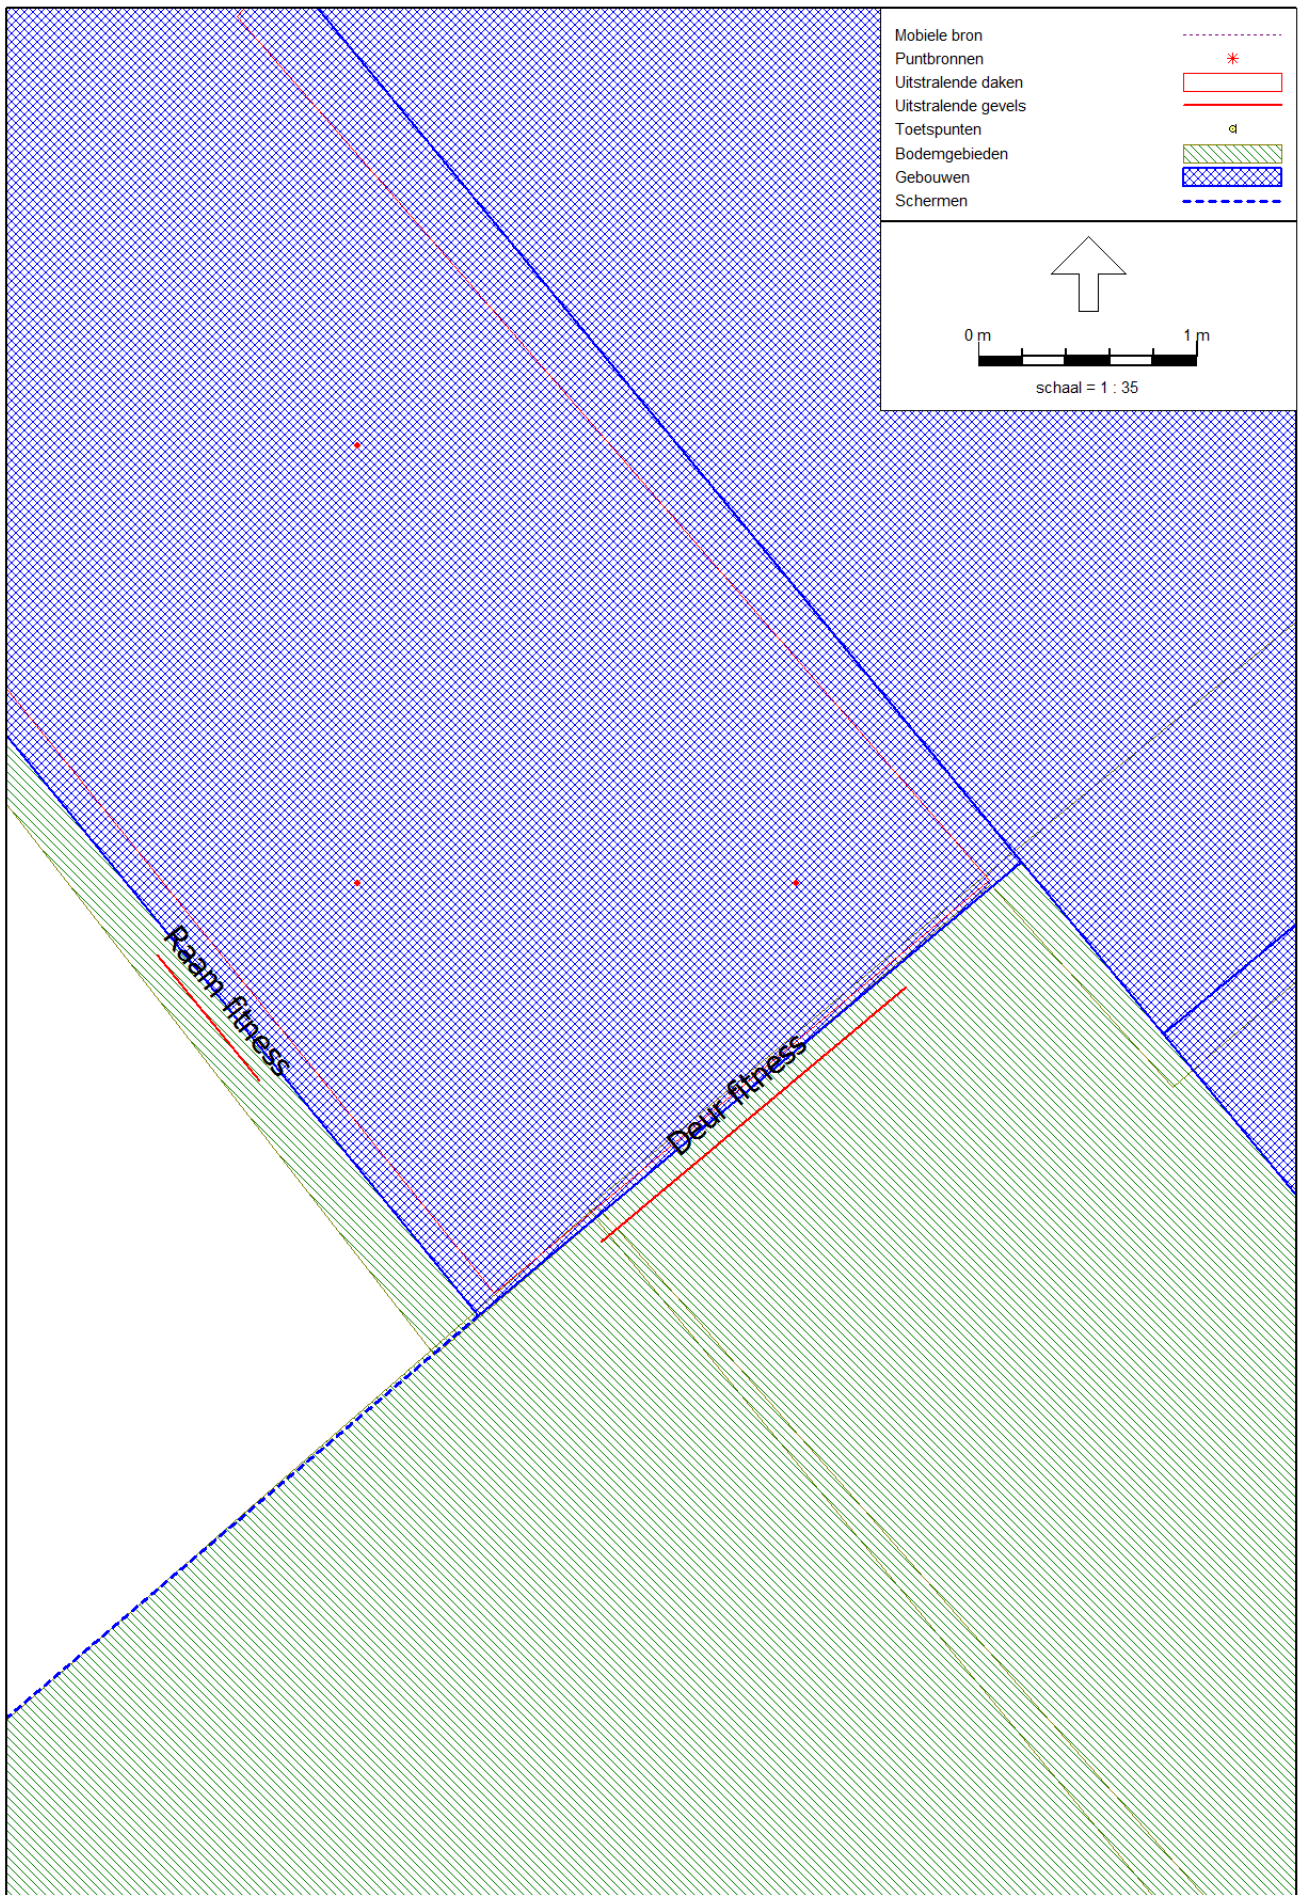 Mobiele bron
Puntbronnen
Uitstralende daken
Uitstralende gevels
Toetspunten
Bodemgebieden
Gebouwen
Schermen
0 m 1 m
schaal = 1 : 35
Raam fitness
Deur fitness